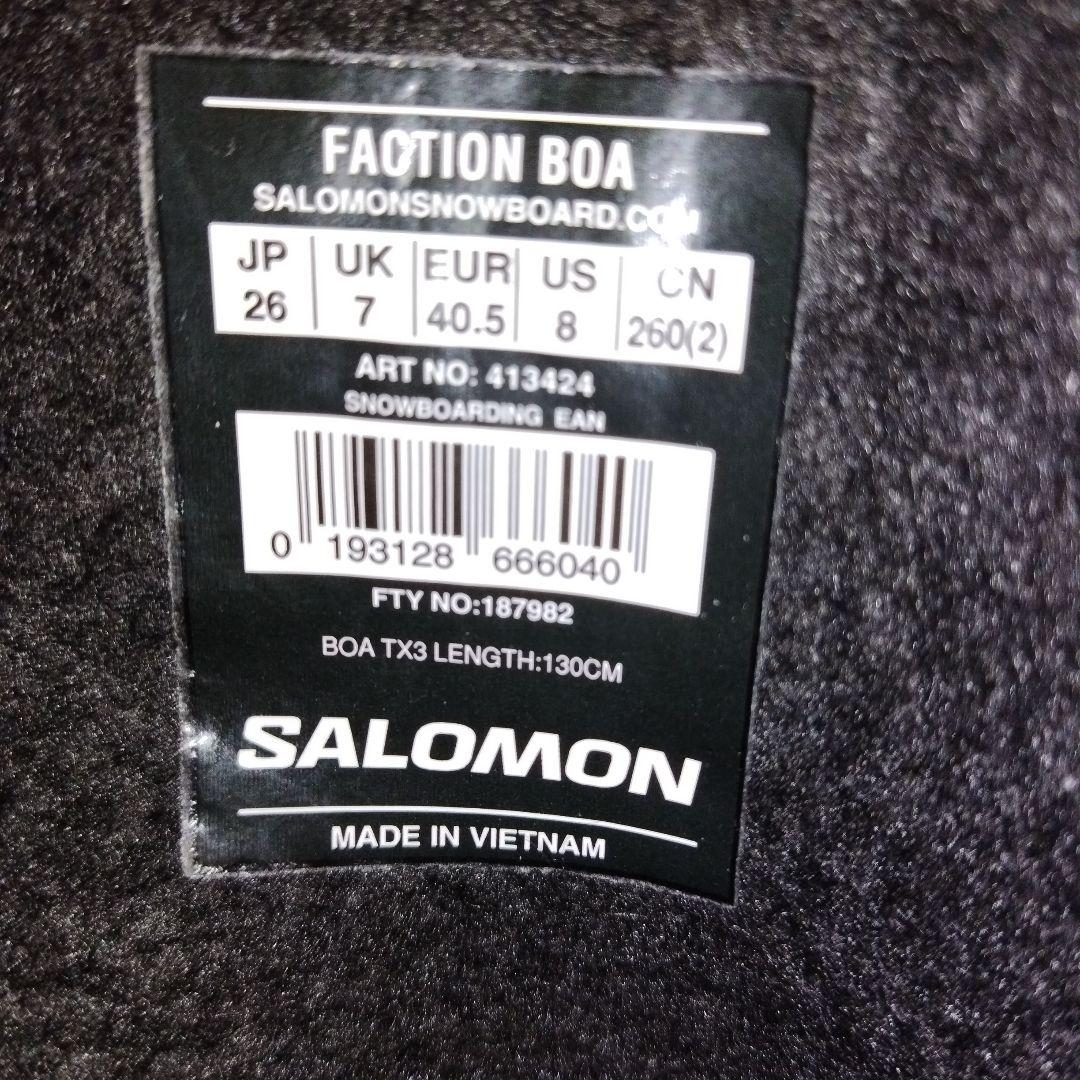 FACTION BOA
SALOMONSNOWBOARD.COM
JP UK EUR US CN
26 7 40.5 8 260(2)
ART NO: 413424
SNOWBOARDING EAN
0 193128 666040
FTY NO:187982
BOA TX3 LENGTH:130CM
SALOMON
MADE IN VIETNAM